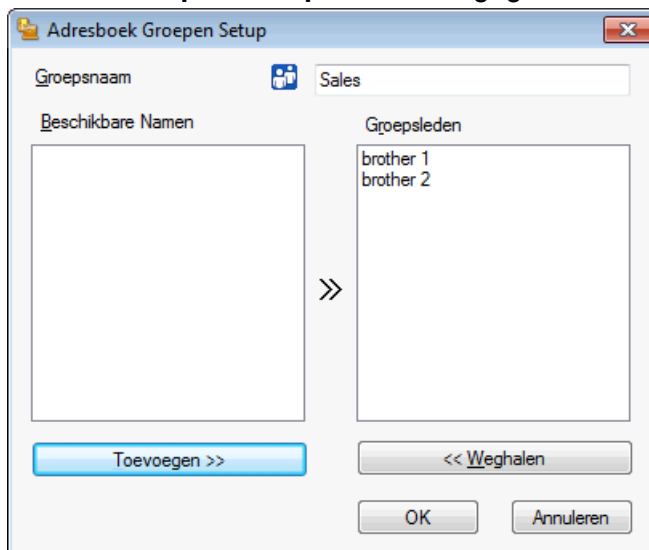 Adresboek Groepen Setup
Groepsnaam
Sales
Beschikbare Namen
Groepsleden
brother 1
brother 2
Toevoegen >>
<< Weghalen
OK
Annuleren